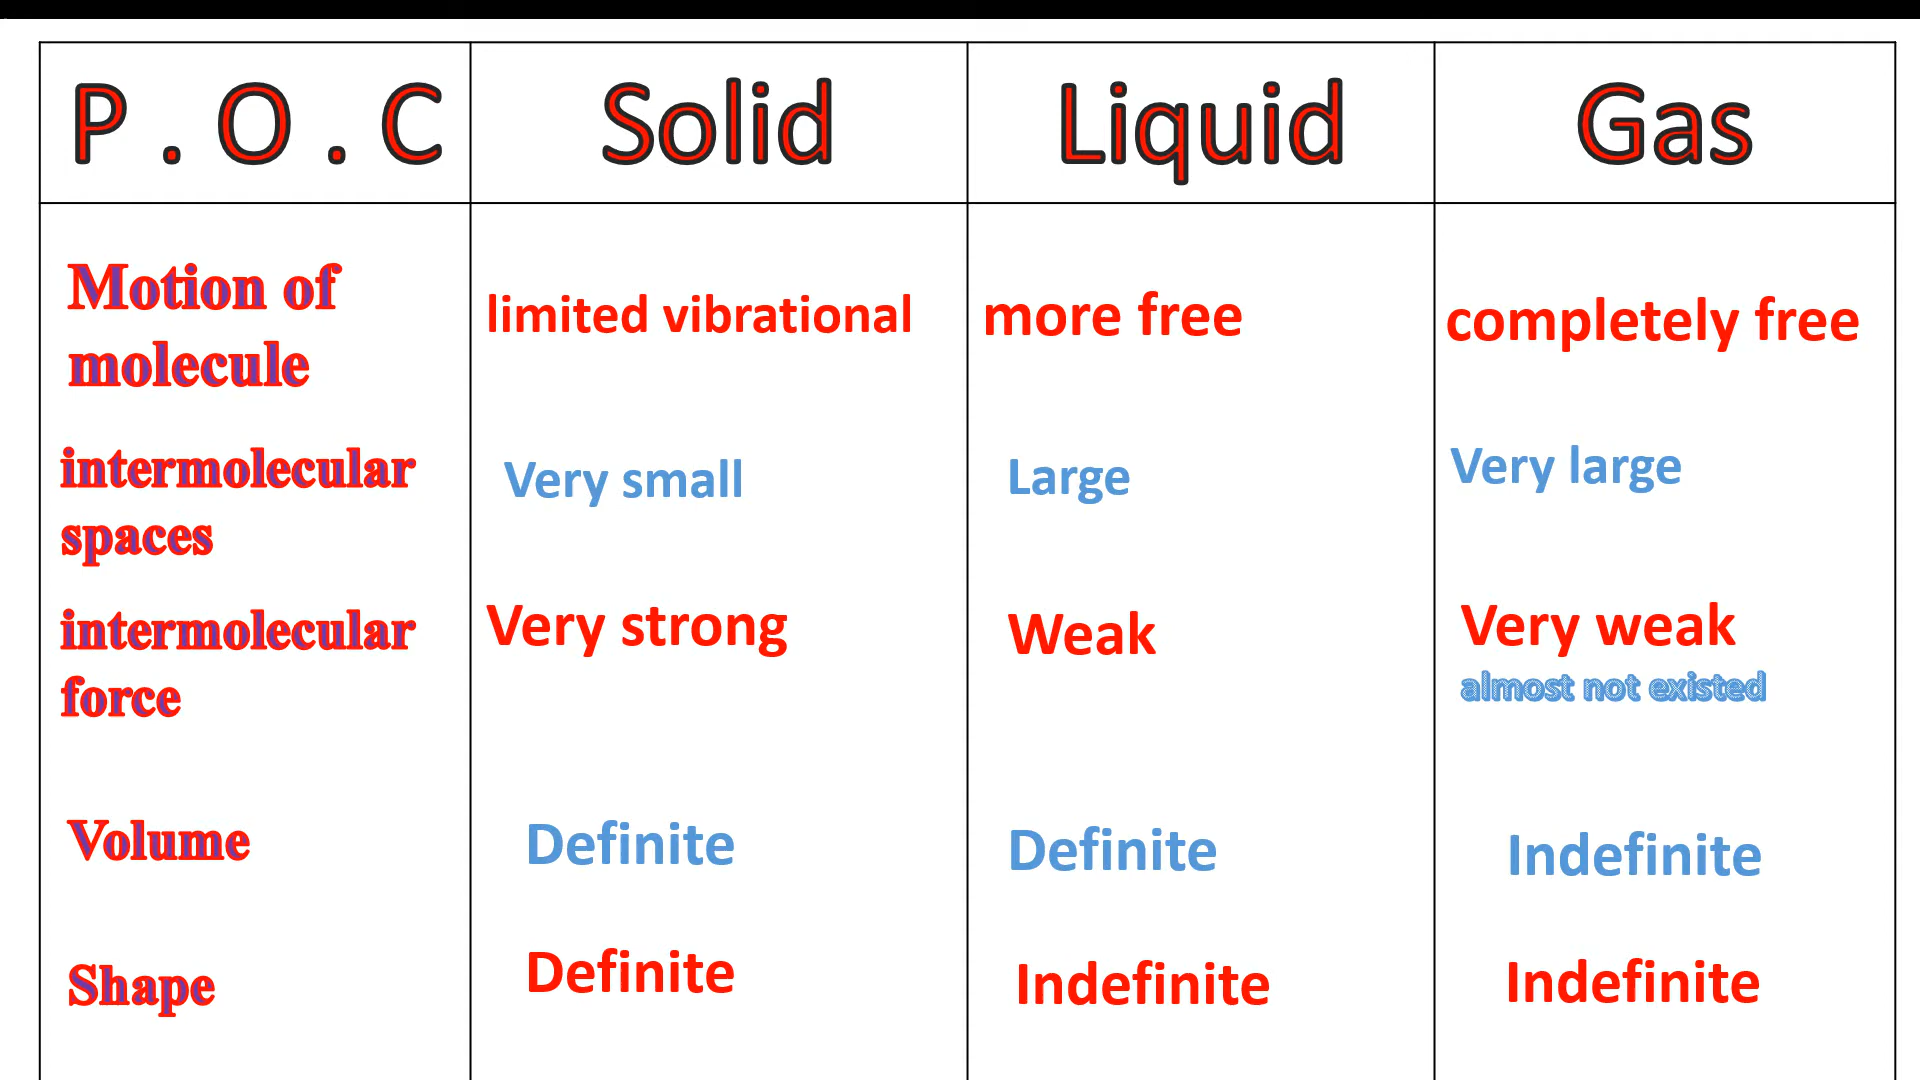 P . O . C Solid Liquid Gas
Motion of
molecule
limited vibrational more free completely free
intermolecular
spaces
Very small Large Very large
intermolecular
force
Very strong Weak Very weak
almost not existed
Volume Definite Definite Indefinite
Shape Definite Indefinite Indefinite